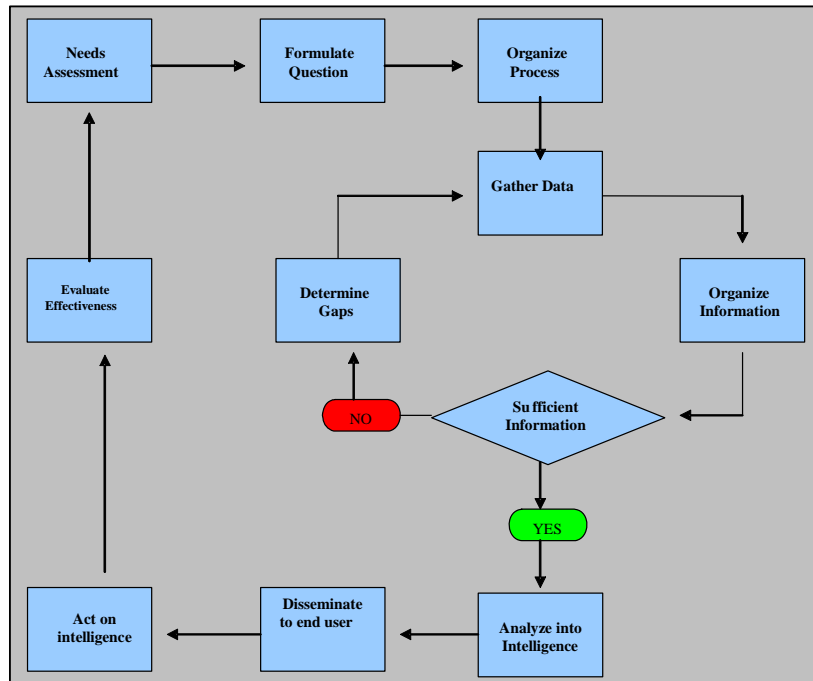 Needs
Assessment
Formulate
Question
Organize
Process
Gather Data
Evaluate
Effectiveness
Determine
Gaps
Organize
Information
NO
Sufficient
Information
YES
Act on
intelligence
Disseminate
to end user
Analyze into
Intelligence